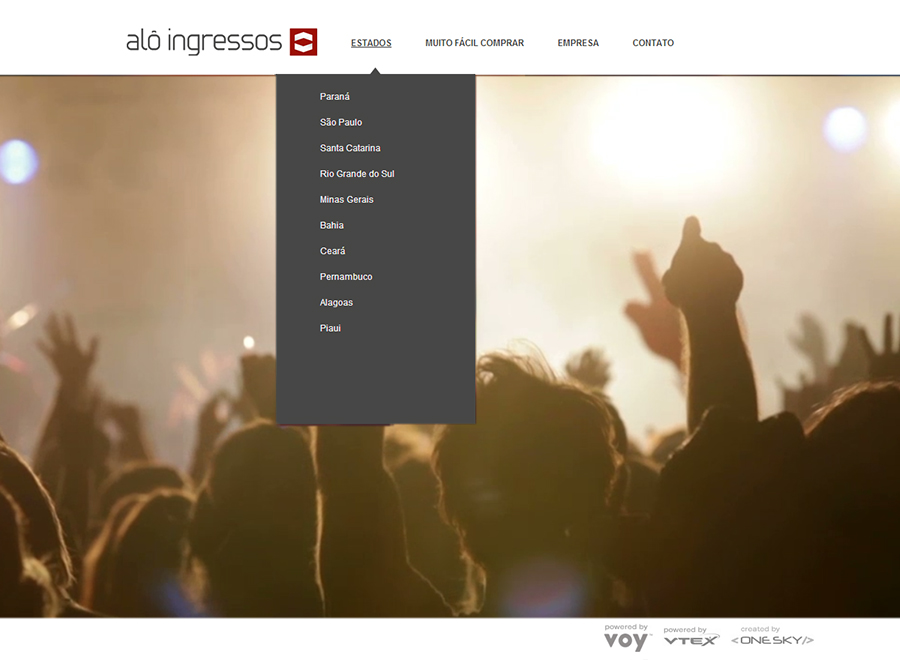 alô ingressos
ESTADOS MUITO FÁCIL COMPRAR EMPRESA CONTATO
Paraná
São Paulo
Santa Catarina
Rio Grande do Sul
Minas Gerais
Bahia
Ceará
Pernambuco
Alagoas
Piaui
powered by voy
powered by VTEX
created by <ONESKY/>